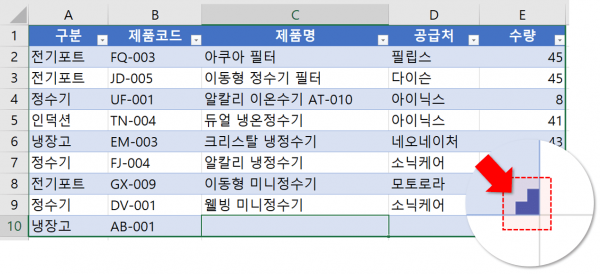 A B C D E
1 구분 제품코드 제품명 공급처 수량
2 전기포트 FQ-003 아쿠아 필터 필립스 45
3 전기포트 JD-005 이동형 정수기 필터 다이슨 45
4 정수기 UF-001 알칼리 이온수기 AT-010 아이닉스 8
5 인덕션 TN-004 듀얼 냉온정수기 아이닉스 41
6 냉장고 EM-003 크리스탈 냉정수기 네오네이처 43
7 정수기 FJ-004 알칼리 냉정수기 소닉케어
8 전기포트 GX-009 이동형 미니정수기 모토로라
9 정수기 DV-001 웰빙 미니정수기 소닉케어
10 냉장고 AB-001